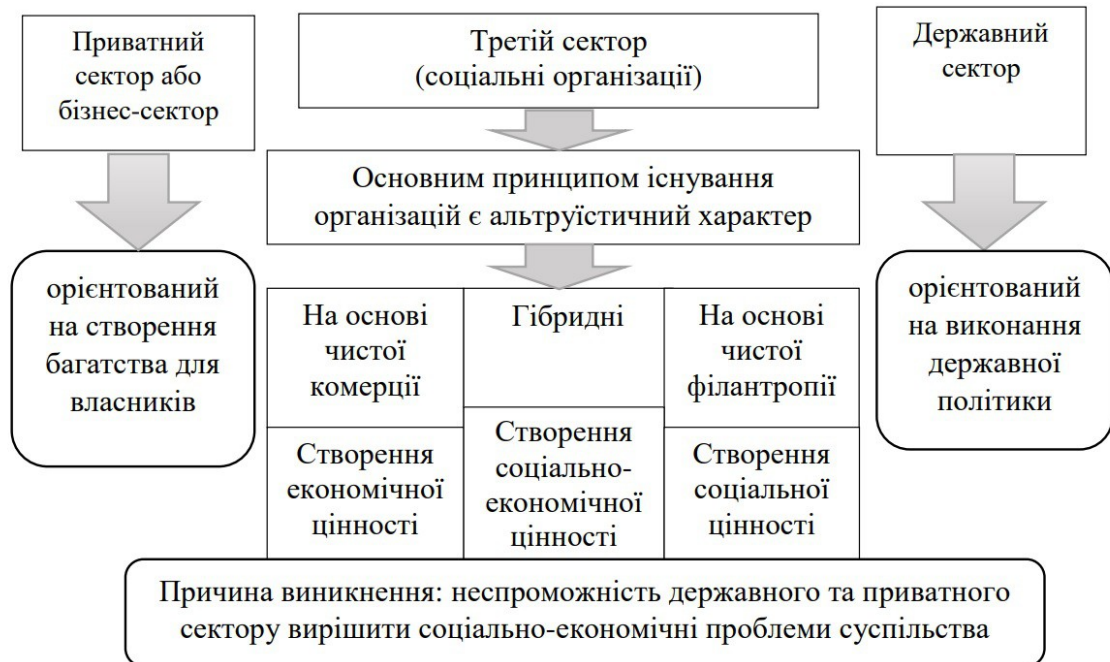 Приватний
сектор або
бізнес-сектор
Третій сектор
(соціальні організації)
Державний
сектор
Основним принципом існування
організацій є альтруїстичний характер
орієнтований
на створення
багатства для
власників
На основі
чистої
комерції
Гібридні
На основі
чистої
філантропії
орієнтований
на виконання
державної
політики
Створення
економічної
цінності
Створення
соціально-
економічної
цінності
Створення
соціальної
цінності
Причина виникнення: неспроможність державного та приватного
сектору вирішити соціально-економічні проблеми суспільства